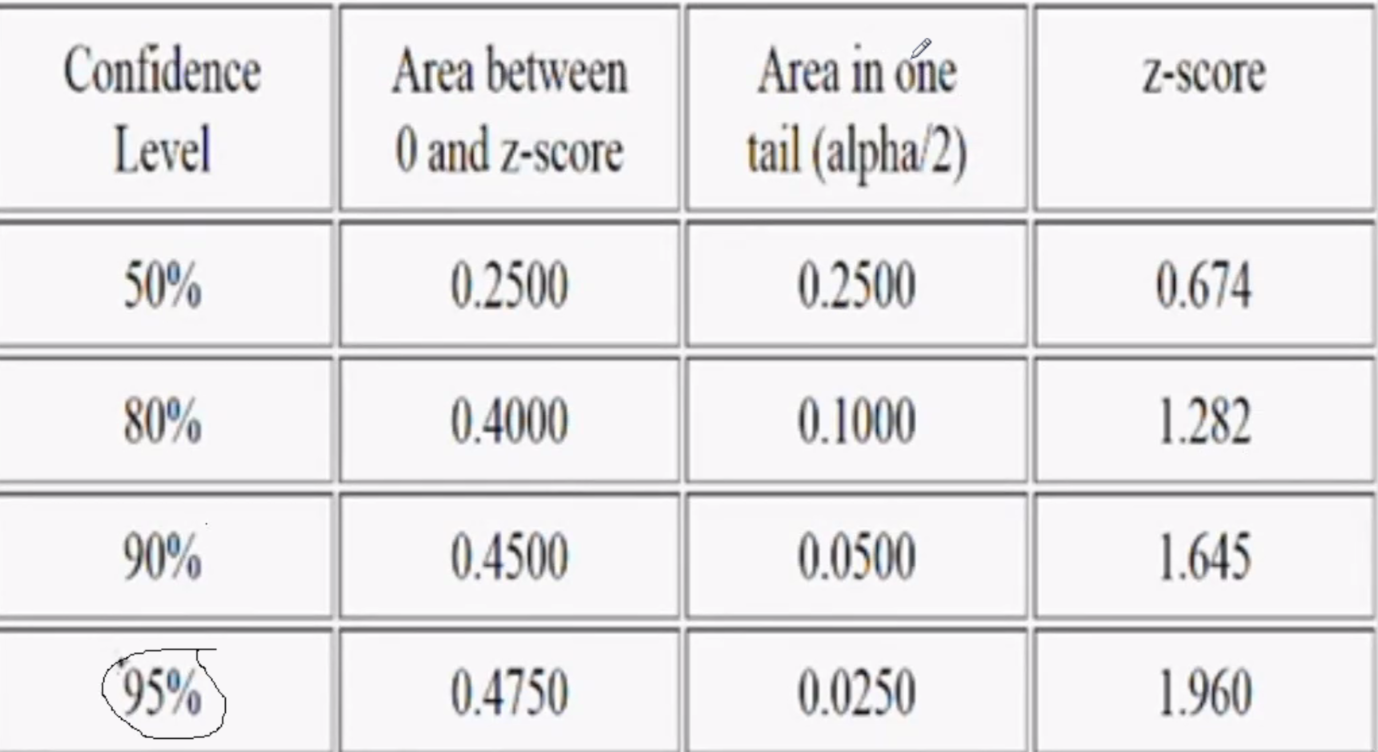 Confidence Level Area between 0 and z-score Area in one tail (alpha/2) z-score
50% 0.2500 0.2500 0.674
80% 0.4000 0.1000 1.282
90% 0.4500 0.0500 1.645
95% 0.4750 0.0250 1.960